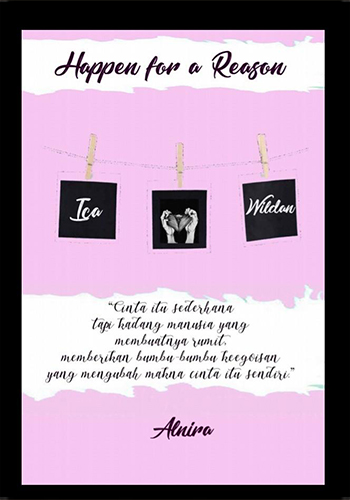 Happen for a Reason
Ica
Wildan
“Cinta itu sederhana
tapi kadang manusia yang
membuatnya rumit,
memberikan bumbu-bumbu keegoisan
yang mengubah makna cinta itu sendiri.”
Alnira